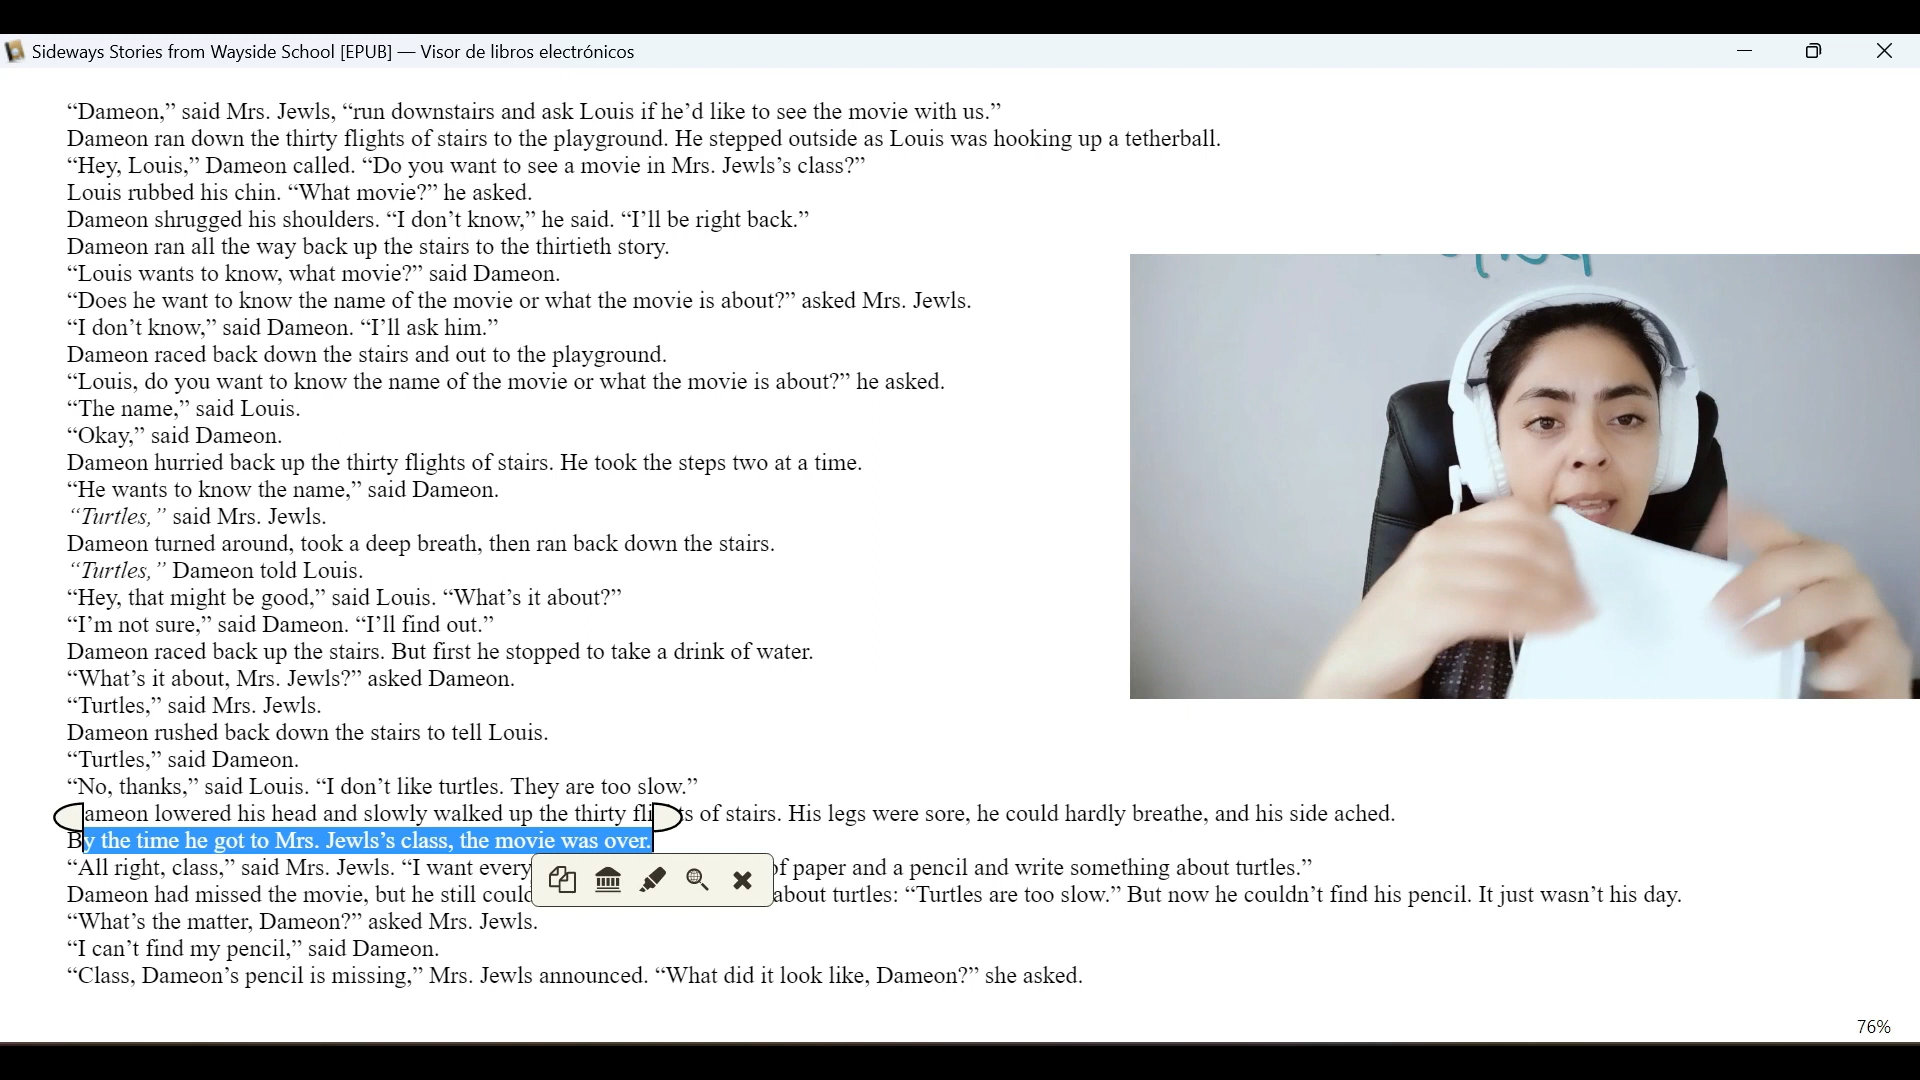 Sideways Stories from Wayside School [EPUB] — Visor de libros electrónicos
“Dameon,” said Mrs. Jewls, “run downstairs and ask Louis if he’d like to see the movie with us.”
Dameon ran down the thirty flights of stairs to the playground. He stepped outside as Louis was hooking up a tetherball.
“Hey, Louis,” Dameon called. “Do you want to see a movie in Mrs. Jewls’s class?”
Louis rubbed his chin. “What movie?” he asked.
Dameon shrugged his shoulders. “I don’t know,” he said. “I’ll be right back.”
Dameon ran all the way back up the stairs to the thirtieth story.
“Louis wants to know, what movie?” said Dameon.
“Does he want to know the name of the movie or what the movie is about?” asked Mrs. Jewls.
“I don’t know,” said Dameon. “I’ll ask him.”
Dameon raced back down the stairs and out to the playground.
“Louis, do you want to know the name of the movie or what the movie is about?” he asked.
“The name,” said Louis.
“Okay,” said Dameon.
Dameon hurried back up the thirty flights of stairs. He took the steps two at a time.
“He wants to know the name,” said Dameon.
“Turtles,” said Mrs. Jewls.
Dameon turned around, took a deep breath, then ran back down the stairs.
“Turtles,” Dameon told Louis.
“Hey, that might be good,” said Louis. “What’s it about?”
“I’m not sure,” said Dameon. “I’ll find out.”
Dameon raced back up the stairs. But first he stopped to take a drink of water.
“What’s it about, Mrs. Jewls?” asked Dameon.
“Turtles,” said Mrs. Jewls.
Dameon rushed back down the stairs to tell Louis.
“Turtles,” said Dameon.
“No, thanks,” said Louis. “I don’t like turtles. They are too slow.”
ameon lowered his head and slowly walked up the thirty fli ts of stairs. His legs were sore, he could hardly breathe, and his side ached.
By the time he got to Mrs. Jewls’s class, the movie was over.
“All right, class,” said Mrs. Jewls. “I want every of paper and a pencil and write something about turtles.”
Dameon had missed the movie, but he still could about turtles: “Turtles are too slow.” But now he couldn’t find his pencil. It just wasn’t his day.
“What’s the matter, Dameon?” asked Mrs. Jewls.
“I can’t find my pencil,” said Dameon.
“Class, Dameon’s pencil is missing,” Mrs. Jewls announced. “What did it look like, Dameon?” she asked.
76%